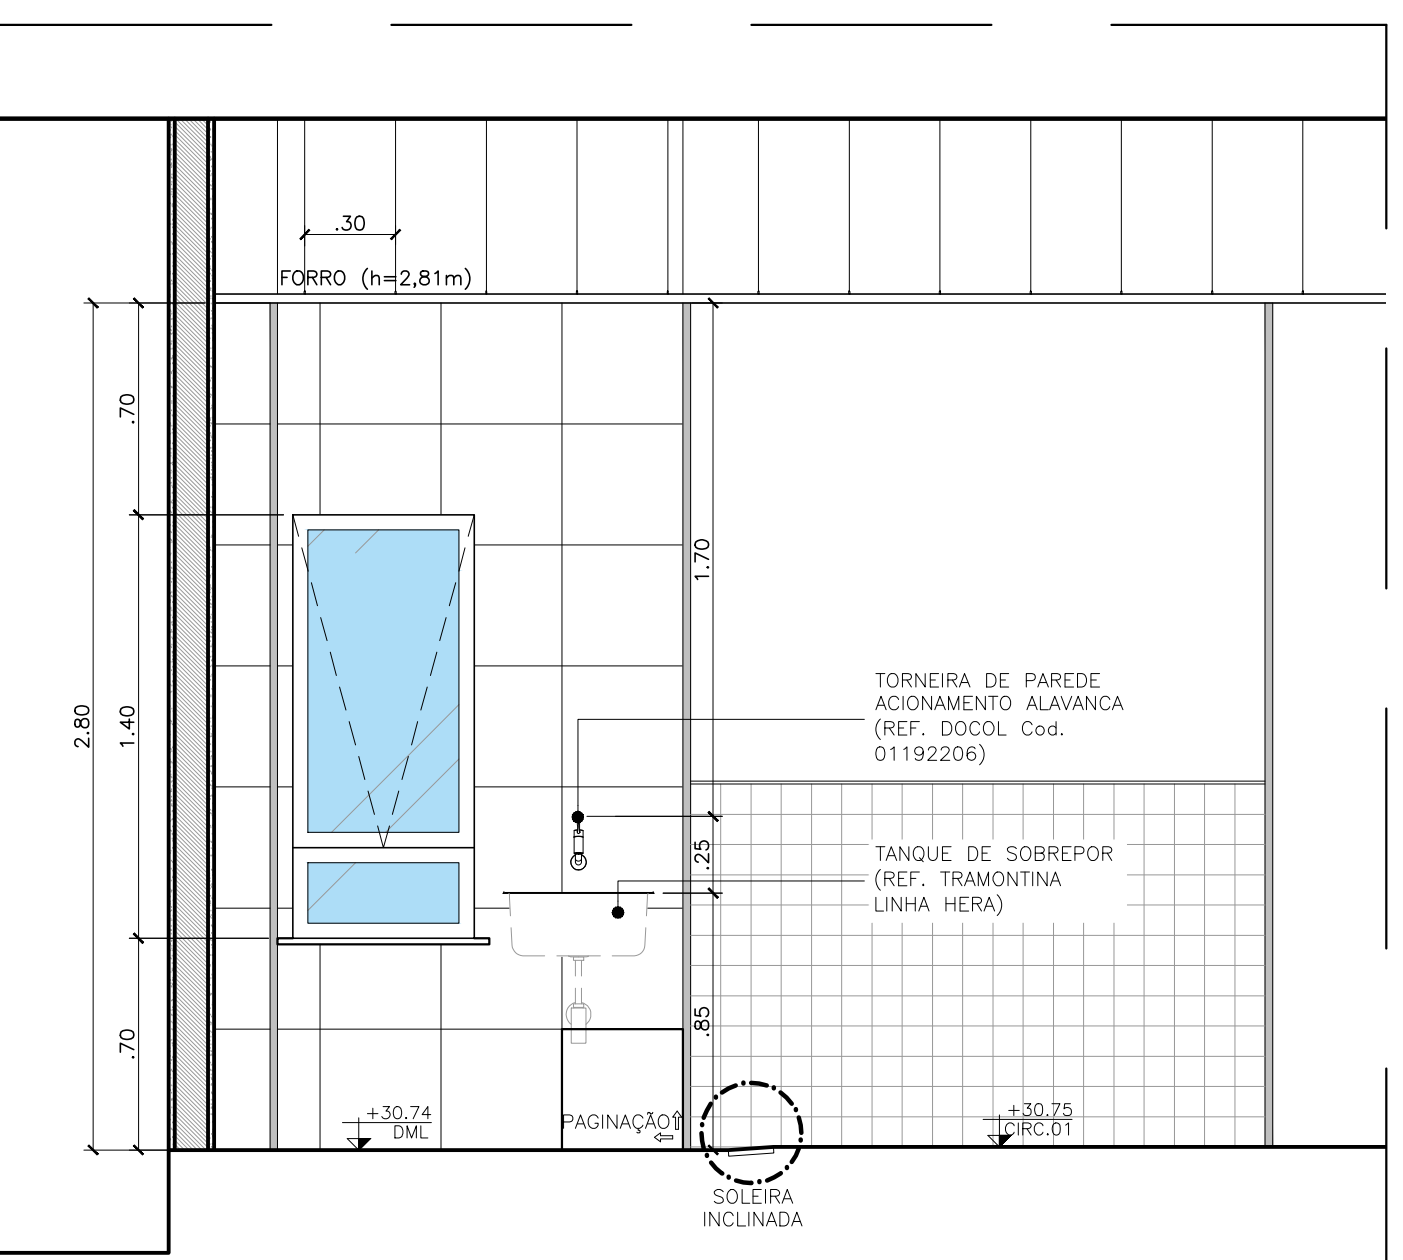 .30
FORRO (h=2,81m)
.70
1.40
2.80
.70
1.70
.25
.85
TORNEIRA DE PAREDE
ACIONAMENTO ALAVANCA
(REF. DOCOL Cod.
01192206)
TANQUE DE SOBREPOR
(REF. TRAMONTINA
LINHA HERA)
+30.74
DML
PAGINAÇÃO
+30.75
CIRC.01
SOLEIRA
INCLINADA